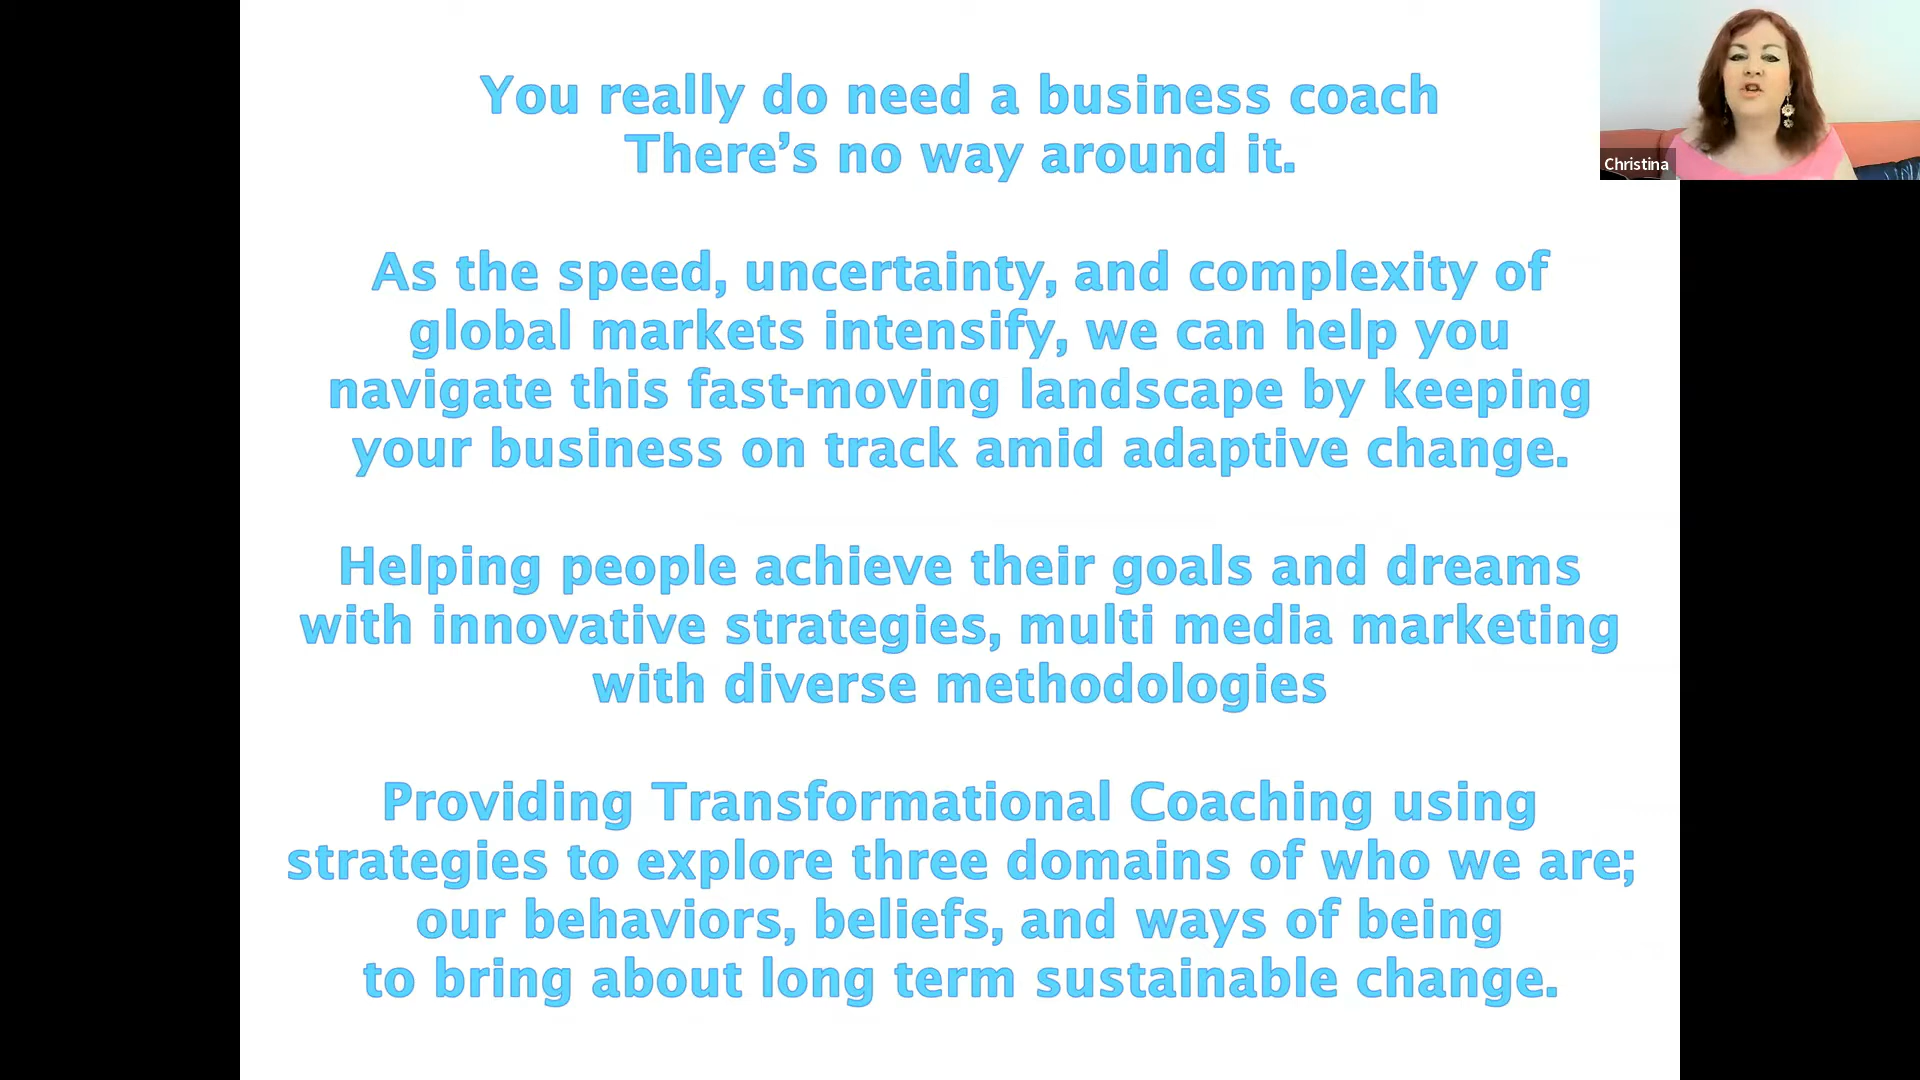 You really do need a business coach
There's no way around it.
As the speed, uncertainty, and complexity of
global markets intensify, we can help you
navigate this fast-moving landscape by keeping
your business on track amid adaptive change.
Helping people achieve their goals and dreams
with innovative strategies, multi media marketing
with diverse methodologies
Providing Transformational Coaching using
strategies to explore three domains of who we are;
our behaviors, beliefs, and ways of being
to bring about long term sustainable change.
Christina